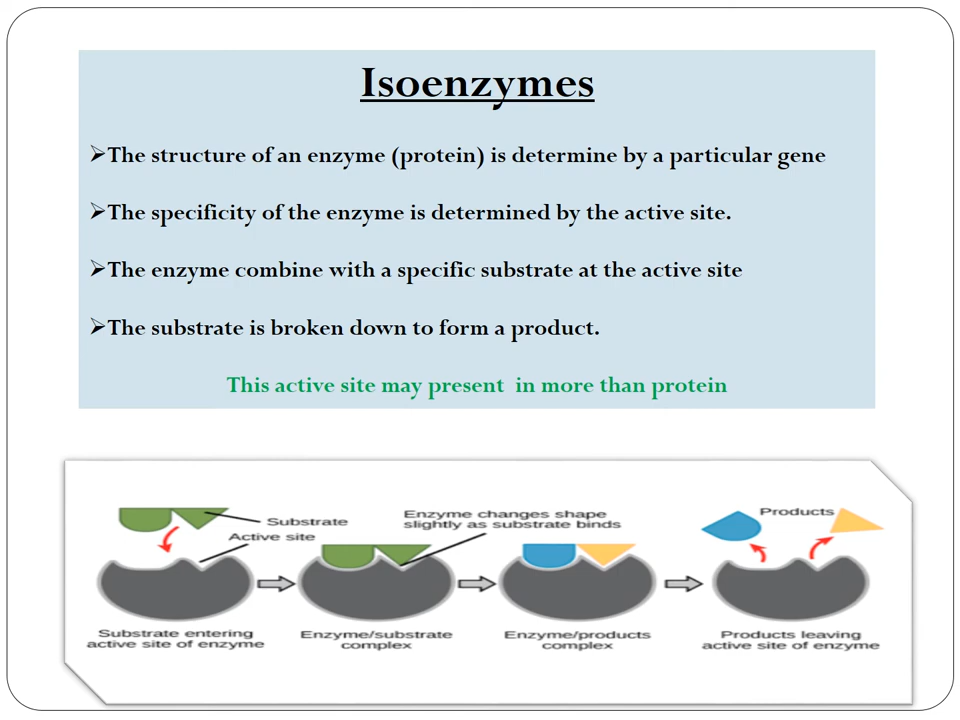 Isoenzymes
➢The structure of an enzyme (protein) is determine by a particular gene
➢The specificity of the enzyme is determined by the active site.
➢The enzyme combine with a specific substrate at the active site
➢The substrate is broken down to form a product.
This active site may present in more than protein
Substrate
Active site
Enzyme changes shape
slightly as substrate binds
Products
Substrate entering
active site of enzyme
Enzyme/substrate
complex
Enzyme/products
complex
Products leaving
active site of enzyme